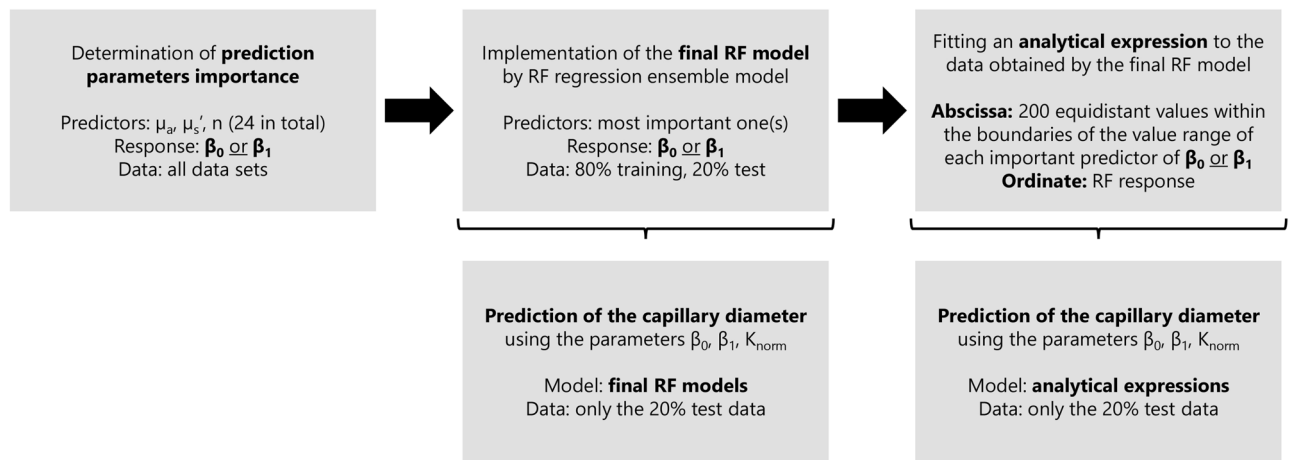 Determination of prediction
parameters importance
Predictors: μa, μs′, n (24 in total)
Response: β0 or β1
Data: all data sets
Implementation of the final RF model
by RF regression ensemble model
Predictors: most important one(s)
Response: β0 or β1
Data: 80% training, 20% test
Fitting an analytical expression to the
data obtained by the final RF model
Abscissa: 200 equidistant values within
the boundaries of the value range of
each important predictor of β0 or β1
Ordinate: RF response
Prediction of the capillary diameter
using the parameters β0, β1, Knorm
Model: final RF models
Data: only the 20% test data
Prediction of the capillary diameter
using the parameters β0, β1, Knorm
Model: analytical expressions
Data: only the 20% test data